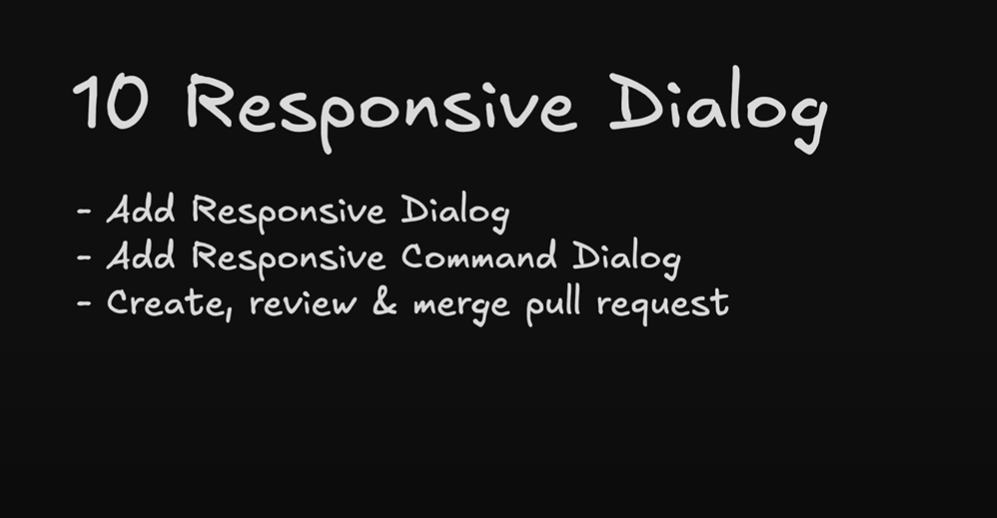 10 Responsive Dialog
- Add Responsive Dialog
- Add Responsive Command Dialog
- Create, review & merge pull request